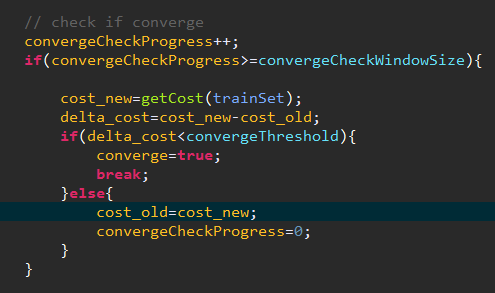 // check if converge
convergeCheckProgress++;
if(convergeCheckProgress>=convergeCheckWindowSize){
cost_new=getCost(trainSet);
delta_cost=cost_new-cost_old;
if(delta_cost<convergeThreshold){
converge=true;
break;
}else{
cost_old=cost_new;
convergeCheckProgress=0;
}
}